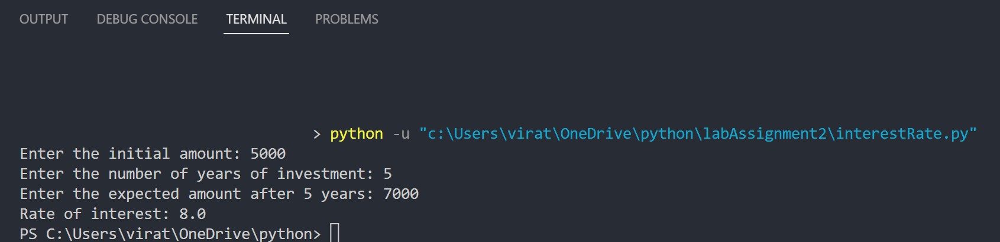 OUTPUT DEBUG CONSOLE TERMINAL PROBLEMS
> python -u "c:\Users\virat\OneDrive\python\labAssignment2\interestRate.py"
Enter the initial amount: 5000
Enter the number of years of investment: 5
Enter the expected amount after 5 years: 7000
Rate of interest: 8.0
PS C:\Users\virat\OneDrive\python>